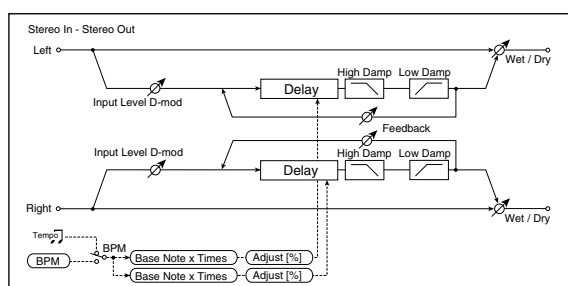 Stereo In - Stereo Out
Left
Wet / Dry
High Damp
Low Damp
Delay
Input Level D-mod
Feedback
Input Level D-mod
High Damp
Low Damp
Delay
Right
Wet / Dry
Tempo
BPM
BPM
Base Note x Times
Adjust [%]
Base Note x Times
Adjust [%]